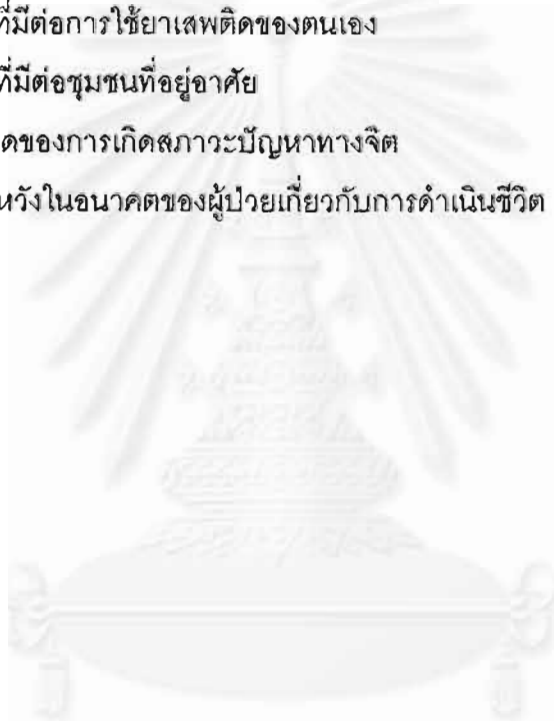 ที่มีต่อการใช้ยาเสพติดของตนเอง
ที่มีต่อชุมชนที่อยู่อาศัย
ดของการเกิดสภาวะปัญหาทางจิต
หวังในอนาคตของผู้ป่วยเกี่ยวกับการดำเนินชีวิต